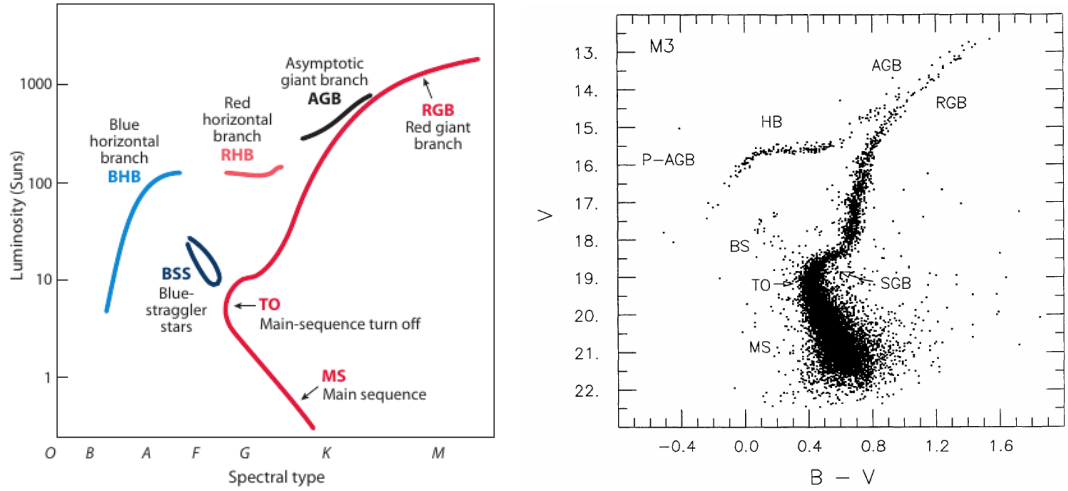 Asymptotic
giant branch
AGB
1000
Red
horizontal
branch
RHB
RGB
Red giant
branch
Blue
horizontal
branch
BHB
100
Luminosity (Suns)
BSS
Blue-
straggler
stars
10
TO
Main-sequence turn off
MS
Main sequence
1
O B A F G K M
Spectral type
M3
13.
AGB
14.
RGB
HB
15.
P-AGB
16.
17.
V
BS
18.
TO
19.
SGB
20.
MS
21.
22.
-0.4 0.0 0.4 0.8 1.2 1.6
B - V